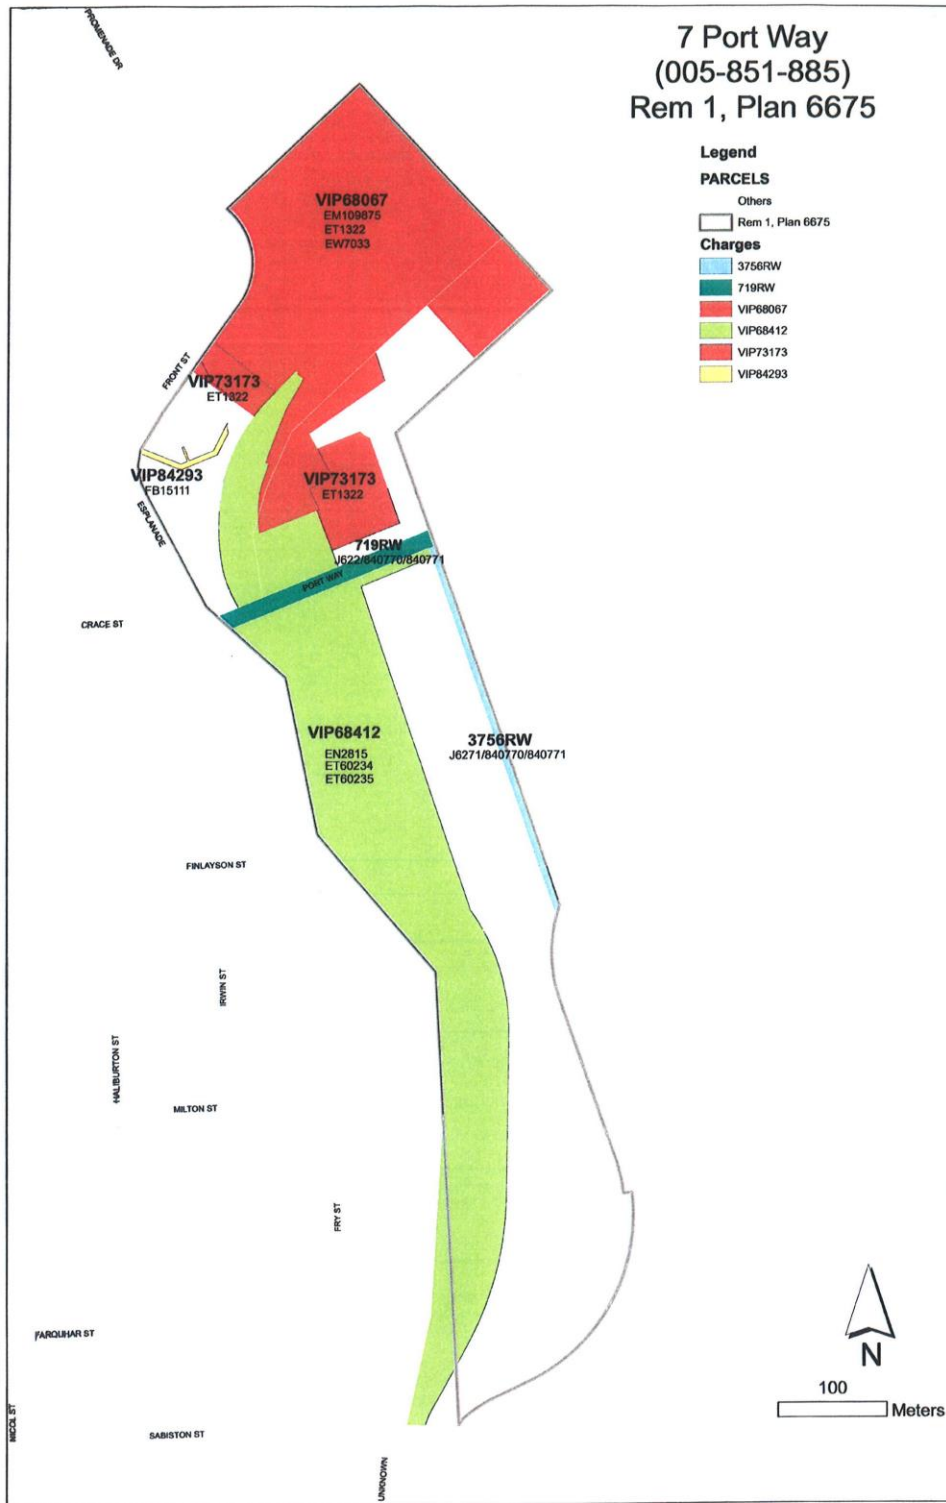 PROMENADE DR
7 Port Way
(005-851-885)
Rem 1, Plan 6675
Legend
PARCELS
Others
Rem 1, Plan 6675
Charges
3756RW
719RW
VIP68067
VIP68412
VIP73173
VIP84293
VIP68067
EM109875
ET1322
EW7033
FRONT ST
VIP73173
ET1322
VIP84293
FB15111
VIP73173
ET1322
ESPLANADE
719RW
J622/840770/840771
PORT WAY
CRACE ST
VIP68412
EN2815
ET60234
ET60235
3756RW
J6271/840770/840771
FINLAYSON ST
IRWIN ST
HALIBURTON ST
MILTON ST
FRY ST
FARQUHAR ST
N
100
Meters
NICOL ST
SABISTON ST
UNKNOWN